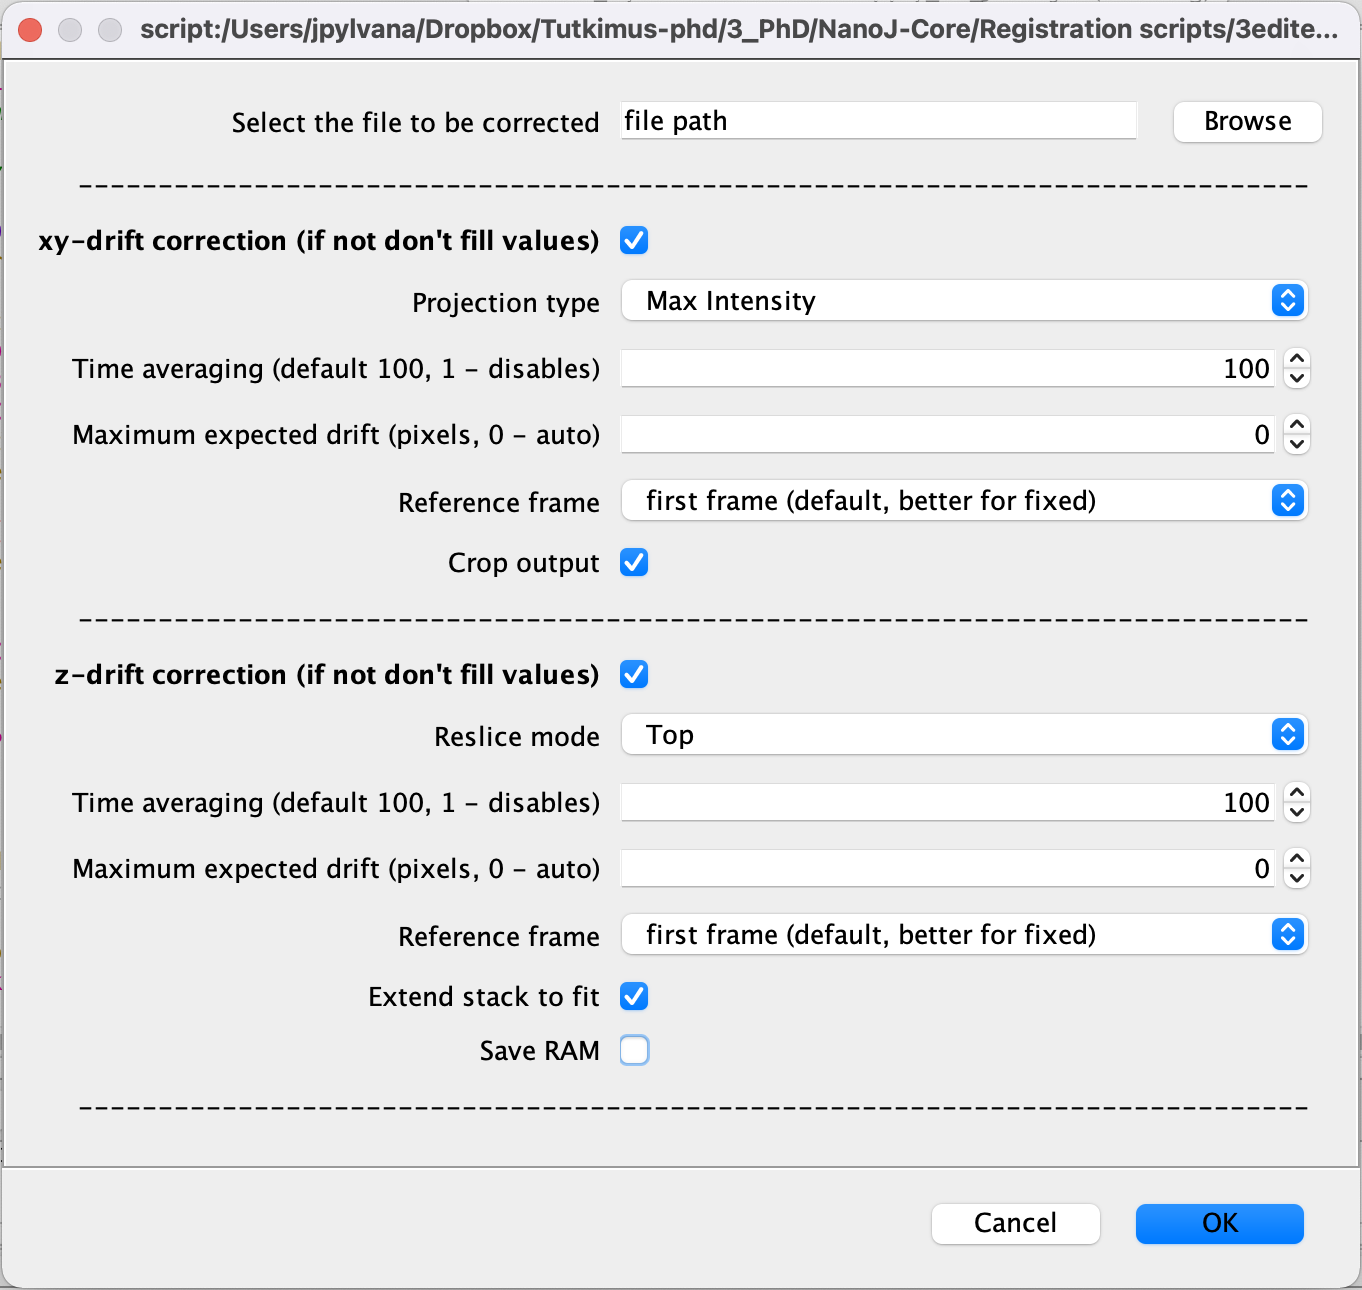 script:/Users/jpylvana/Dropbox/Tutkimus-phd/3_PhD/NanoJ-Core/Registration scripts/3edite...
Select the file to be corrected file path Browse
------------------------------------------------------------------------------
xy-drift correction (if not don't fill values)
Projection type Max Intensity
Time averaging (default 100, 1 - disables) 100
Maximum expected drift (pixels, 0 - auto) 0
Reference frame first frame (default, better for fixed)
Crop output
------------------------------------------------------------------------------
z-drift correction (if not don't fill values)
Reslice mode Top
Time averaging (default 100, 1 - disables) 100
Maximum expected drift (pixels, 0 - auto) 0
Reference frame first frame (default, better for fixed)
Extend stack to fit
Save RAM
------------------------------------------------------------------------------
Cancel OK